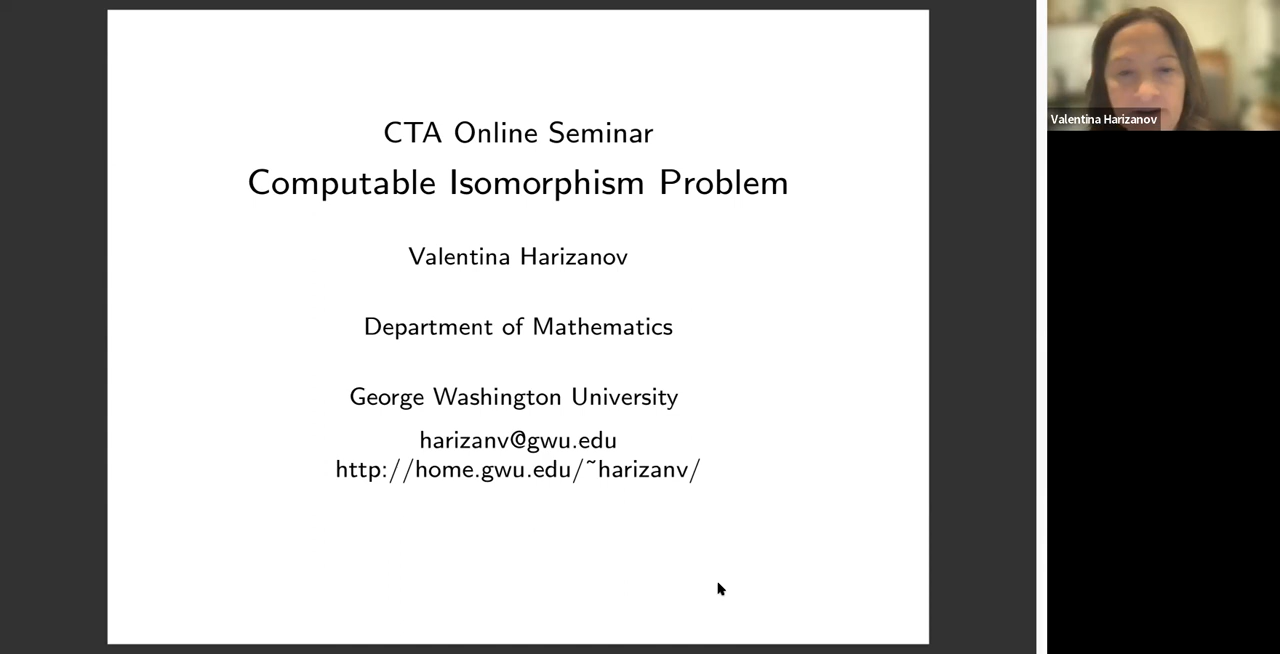 CTA Online Seminar
Computable Isomorphism Problem
Valentina Harizanov
Department of Mathematics
George Washington University
harizanv@gwu.edu
http://home.gwu.edu/~harizanv/
Valentina Harizanov